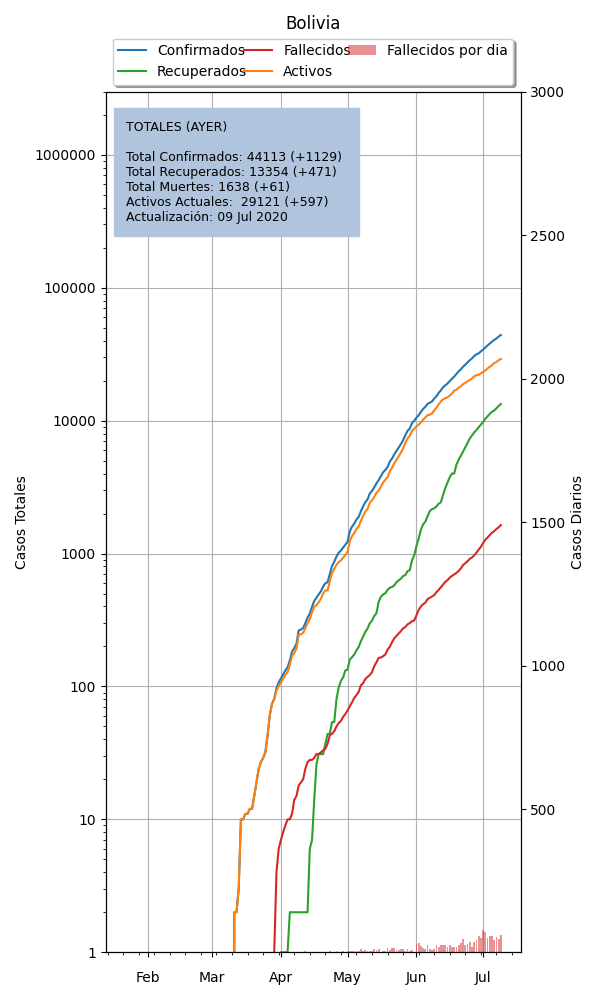 Bolivia
Confirmados
Recuperados
Fallecidos
Activos
Fallecidos por dia
TOTALES (AYER)
Total Confirmados: 44113 (+1129)
Total Recuperados: 13354 (+471)
Total Muertes: 1638 (+61)
Activos Actuales:  29121 (+597)
Actualización: 09 Jul 2020
1000000
100000
10000
1000
100
10
1
Casos Totales
3000
2500
2000
1500
1000
500
Casos Diarios
Feb Mar Apr May Jun Jul